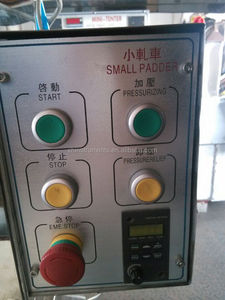 MINI-TENTER
小軋車
SMALL PADDER
啓動
START
加壓
PRESSURIZING
停止
STOP
PRESSURERELIEF
急停
EME.STOP